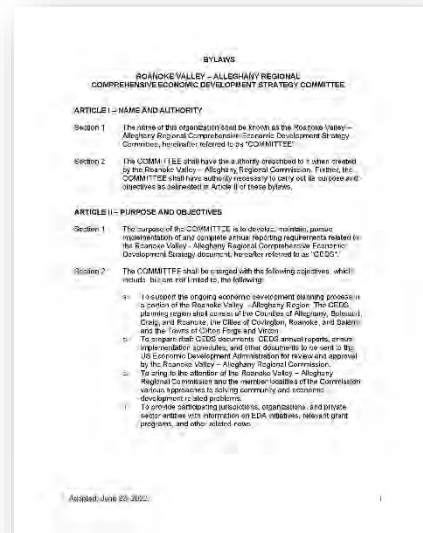 BYLAWS
ROANOKE VALLEY – ALLEGHANY REGIONAL
COMPREHENSIVE ECONOMIC DEVELOPMENT STRATEGY COMMITTEE
ARTICLE I – NAME AND AUTHORITY
Section 1 The name of this organization shall be known as the Roanoke Valley –
Alleghany Regional Comprehensive Economic Development Strategy
Committee, hereinafter referred to as "COMMITTEE"
Section 2 The COMMITTEE shall have the authority prescribed to it when created
by the Roanoke Valley – Alleghany Regional Commission. Further, the
COMMITTEE shall have authority necessary to carry out its purpose and
objectives as delineated in Article II of these bylaws.
ARTICLE II – PURPOSE AND OBJECTIVES
Section 1 The purpose of the COMMITTEE is to develop, maintain, pursue
implementation of and complete annual reporting requirements related to
the Roanoke Valley - Alleghany Regional Comprehensive Economic
Development Strategy document, hereafter referred to as "CEDS".
Section 2 The COMMITTEE shall be charged with the following objectives, which
include but are not limited to, the following:
a. To support the ongoing economic development planning process in
a portion of the Roanoke Valley – Alleghany Region. The CEDS
planning region shall consist of the Counties of Alleghany, Botetourt,
Craig, and Roanoke, the Cities of Covington, Roanoke, and Salem
and the Towns of Clifton Forge and Vinton
b. To prepare draft CEDS documents, CEDS annual reports, annual
implementation schedules, and other documents to be sent to the
US Economic Development Administration for review and approval
by the Roanoke Valley – Alleghany Regional Commission.
To bring to the attention of the Roanoke Valley – Alleghany
Regional Commission and the member localities of the Commission
various approaches to solving community and economic
development related problems.
To provide participating jurisdictions, organizations, and private
sector entities with information on EDA initiatives, relevant grant
programs, and other related news
Adopted: June 23, 2022